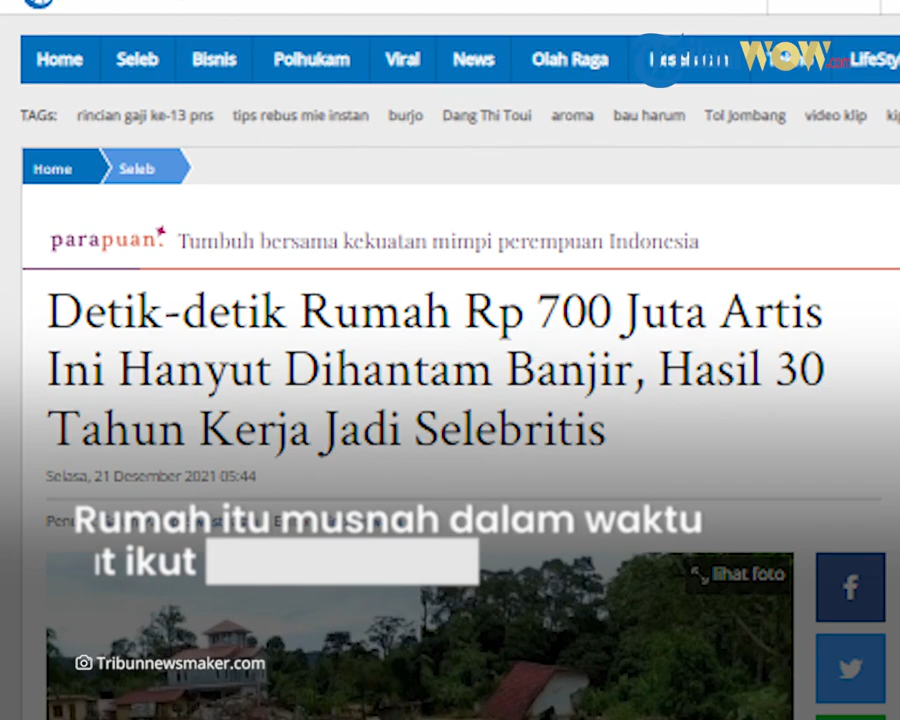 Home Seleb Bisnis Polhukam Viral News Olah Raga LifeSty
wow.com
TAGs: rincian gaji ke-13 pns tips rebus mie instan burjo Dang Thi Toui aroma bau harum Tol Jombang video klip kip
Home Seleb
parapuan. Tumbuh bersama kekuatan mimpi perempuan Indonesia
Detik-detik Rumah Rp 700 Juta Artis
Ini Hanyut Dihantam Banjir, Hasil 30
Tahun Kerja Jadi Selebritis
Selasa, 21 Desember 2021 05:44
Rumah itu musnah dalam waktu
ikut
lihat foto
Tribunnewsmaker.com